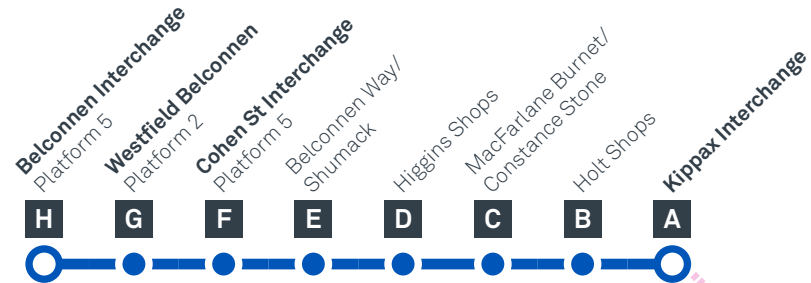 Belconnen Interchange
Platform 5
Westfield Belconnen
Platform 2
Cohen St Interchange
Platform 5
Belconnen Way/
Shumack
Higgins Shops
MacFarlane Burnet/
Constance Stone
Holt Shops
Kippax Interchange
H G F E D C B A